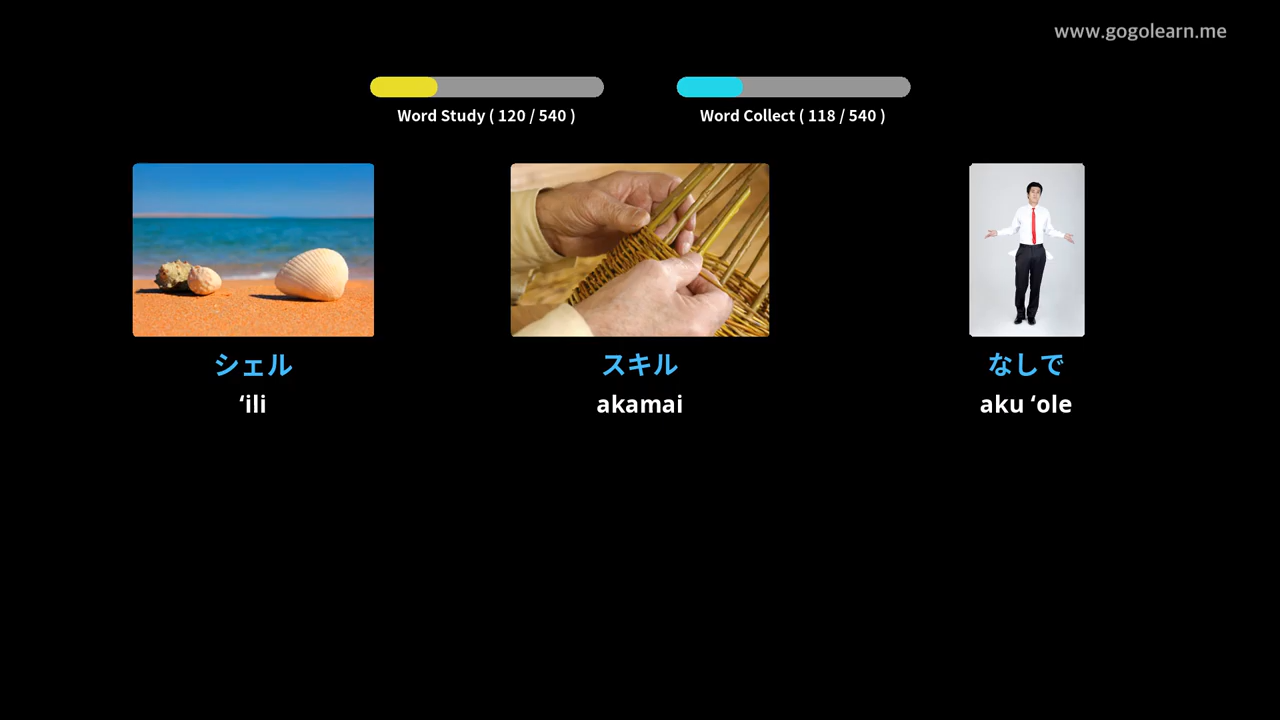 www.gogolearn.me
Word Study ( 120 / 540 )
Word Collect ( 118 / 540 )
シェル
スキル
なしで
‘ili
akamai
aku ‘ole